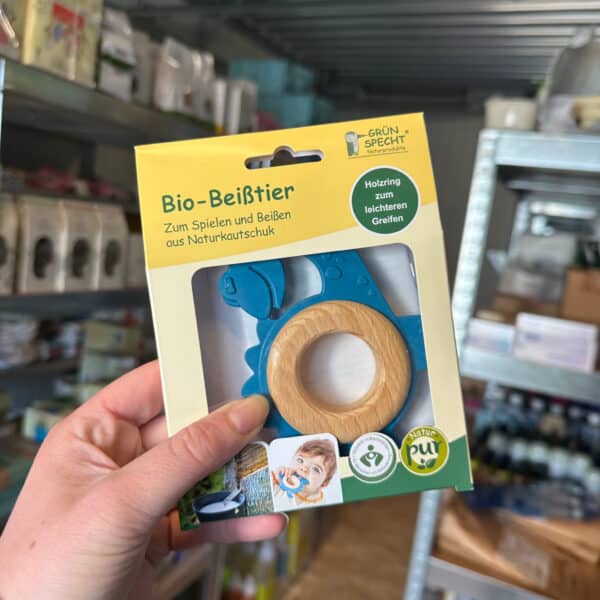 GRÜN
SPECHT®
Naturprodukte
Bio-Beißtier
Zum Spielen und Beißen
aus Naturkautschuk
Holzring
zum
leichteren
Greifen
Natur
pur